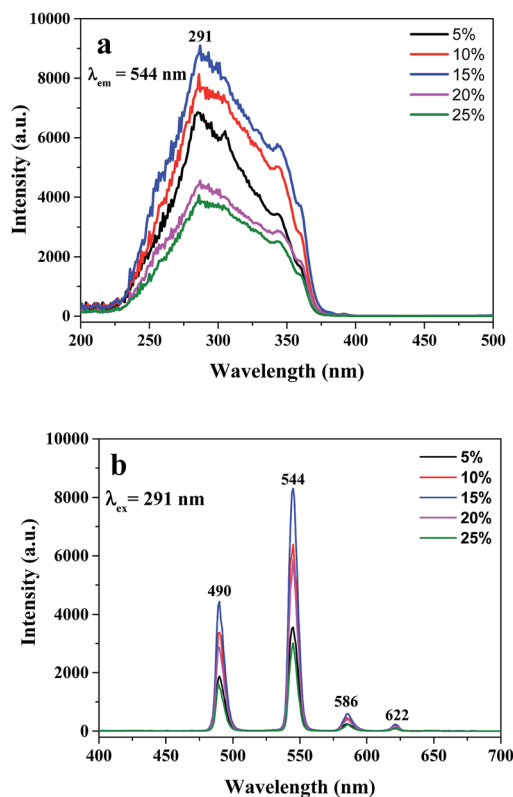 a
291
λem = 544 nm
5%
10%
15%
20%
25%
10000
8000
6000
4000
2000
0
Intensity (a.u.)
200 250 300 350 400 450 500
Wavelength (nm)
b
λex = 291 nm
544
490
586
622
5%
10%
15%
20%
25%
10000
8000
6000
4000
2000
0
Intensity (a.u.)
400 450 500 550 600 650 700
Wavelength (nm)